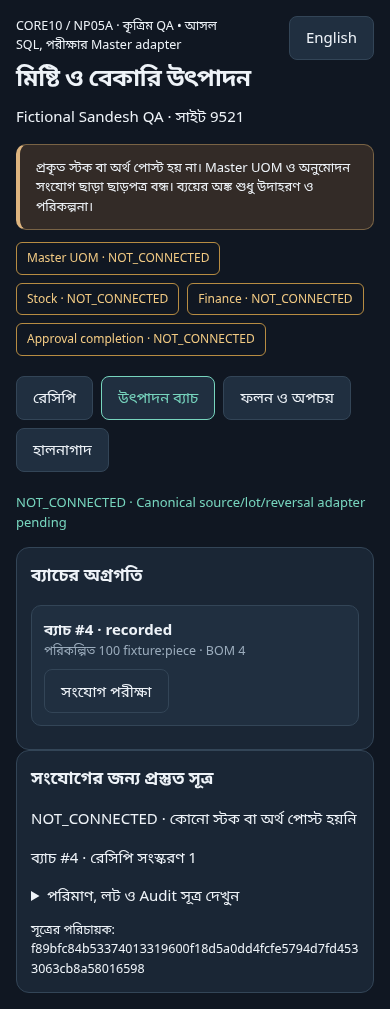 CORE10 / NP05A · কৃত্রিম QA • আসল
SQL, পরীক্ষার Master adapter
English
মিষ্টি ও বেকারি উৎপাদন
Fictional Sandesh QA · সাইট 9521
প্রকৃত স্টক বা অর্থ পোস্ট হয় না। Master UOM ও অনুমোদন
সংযোগ ছাড়া ছাড়পত্র বন্ধ। ব্যয়ের অঙ্ক শুধু উদাহরণ ও
পরিকল্পনা।
Master UOM · NOT_CONNECTED
Stock · NOT_CONNECTED
Finance · NOT_CONNECTED
Approval completion · NOT_CONNECTED
রেসিপি
উৎপাদন ব্যাচ
ফলন ও অপচয়
হালনাগাদ
NOT_CONNECTED · Canonical source/lot/reversal adapter
pending
ব্যাচের অগ্রগতি
ব্যাচ #4 · recorded
পরিকল্পিত 100 fixture:piece · BOM 4
সংযোগ পরীক্ষা
সংযোগের জন্য প্রস্তুত সূত্র
NOT_CONNECTED · কোনো স্টক বা অর্থ পোস্ট হয়নি
ব্যাচ #4 · রেসিপি সংস্করণ 1
▶ পরিমাণ, লট ও Audit সূত্র দেখুন
সূত্রের পরিচায়ক:
f89bfc84b53374013319600f18d5a0dd4fcfe5794d7fd453
3063cb8a58016598